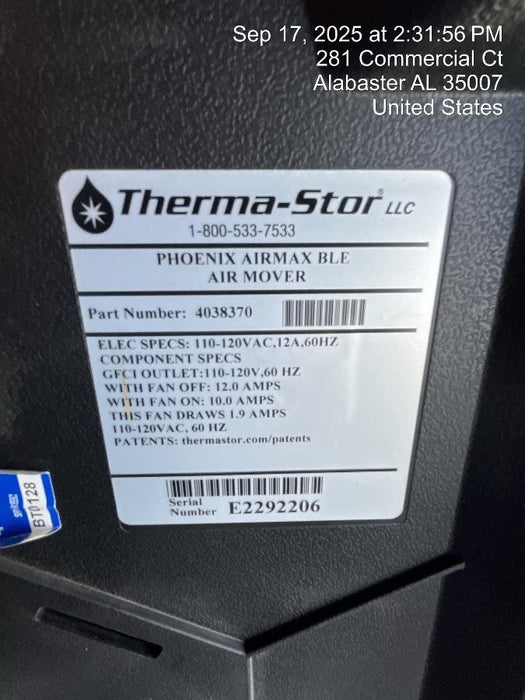 Sep 17, 2025 at 2:31:56 PM
281 Commercial Ct
Alabaster AL 35007
United States
Therma-Stor LLC
1-800-533-7533
PHOENIX AIRMAX BLE
AIR MOVER
Part Number: 4038370
ELEC SPECS: 110-120VAC,12A,60HZ
COMPONENT SPECS
GFCI OUTLET:110-120V,60 HZ
WITH FAN OFF: 12.0 AMPS
WITH FAN ON: 10.0 AMPS
THIS FAN DRAWS 1.9 AMPS
110-120VAC, 60 HZ
PATENTS: thermastor.com/patents
Serial
Number E2292206
BT0128